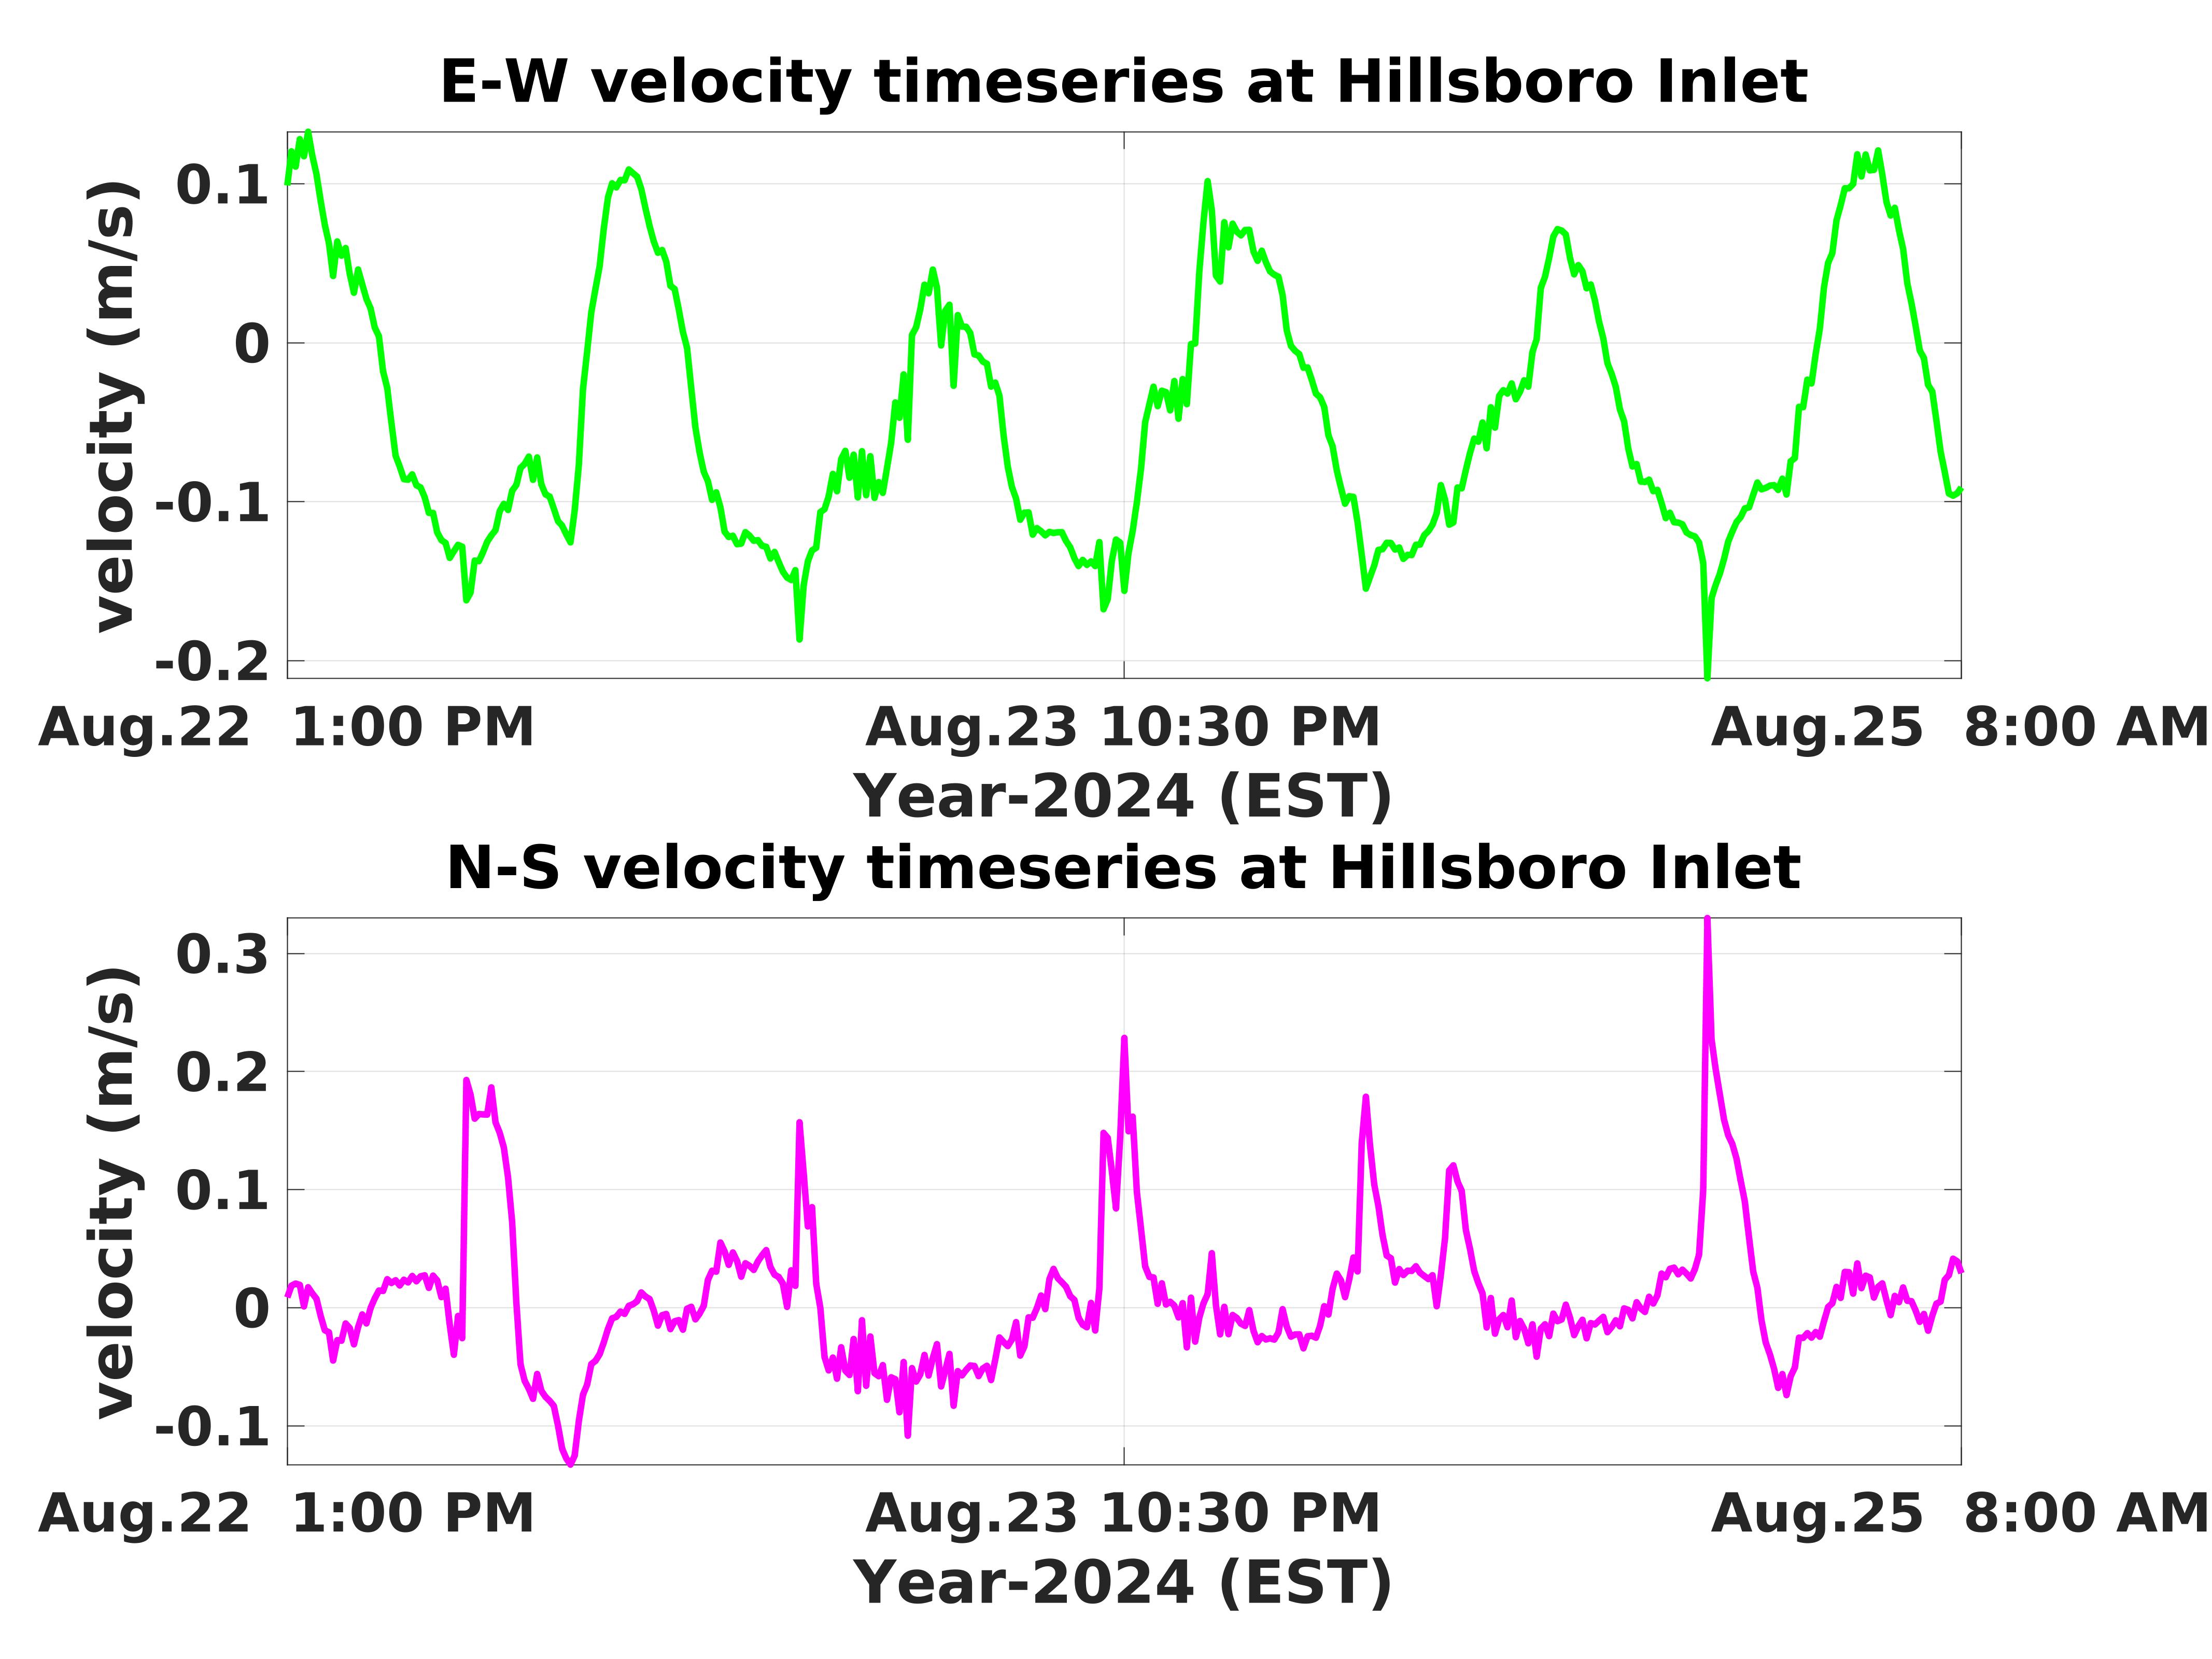 E-W velocity timeseries at Hillsboro Inlet
velocity (m/s)
0.1
0
-0.1
-0.2
Aug.22  1:00 PM
Aug.23 10:30 PM
Aug.25  8:00 AM
Year-2024 (EST)
N-S velocity timeseries at Hillsboro Inlet
velocity (m/s)
0.3
0.2
0.1
0
-0.1
Aug.22  1:00 PM
Aug.23 10:30 PM
Aug.25  8:00 AM
Year-2024 (EST)